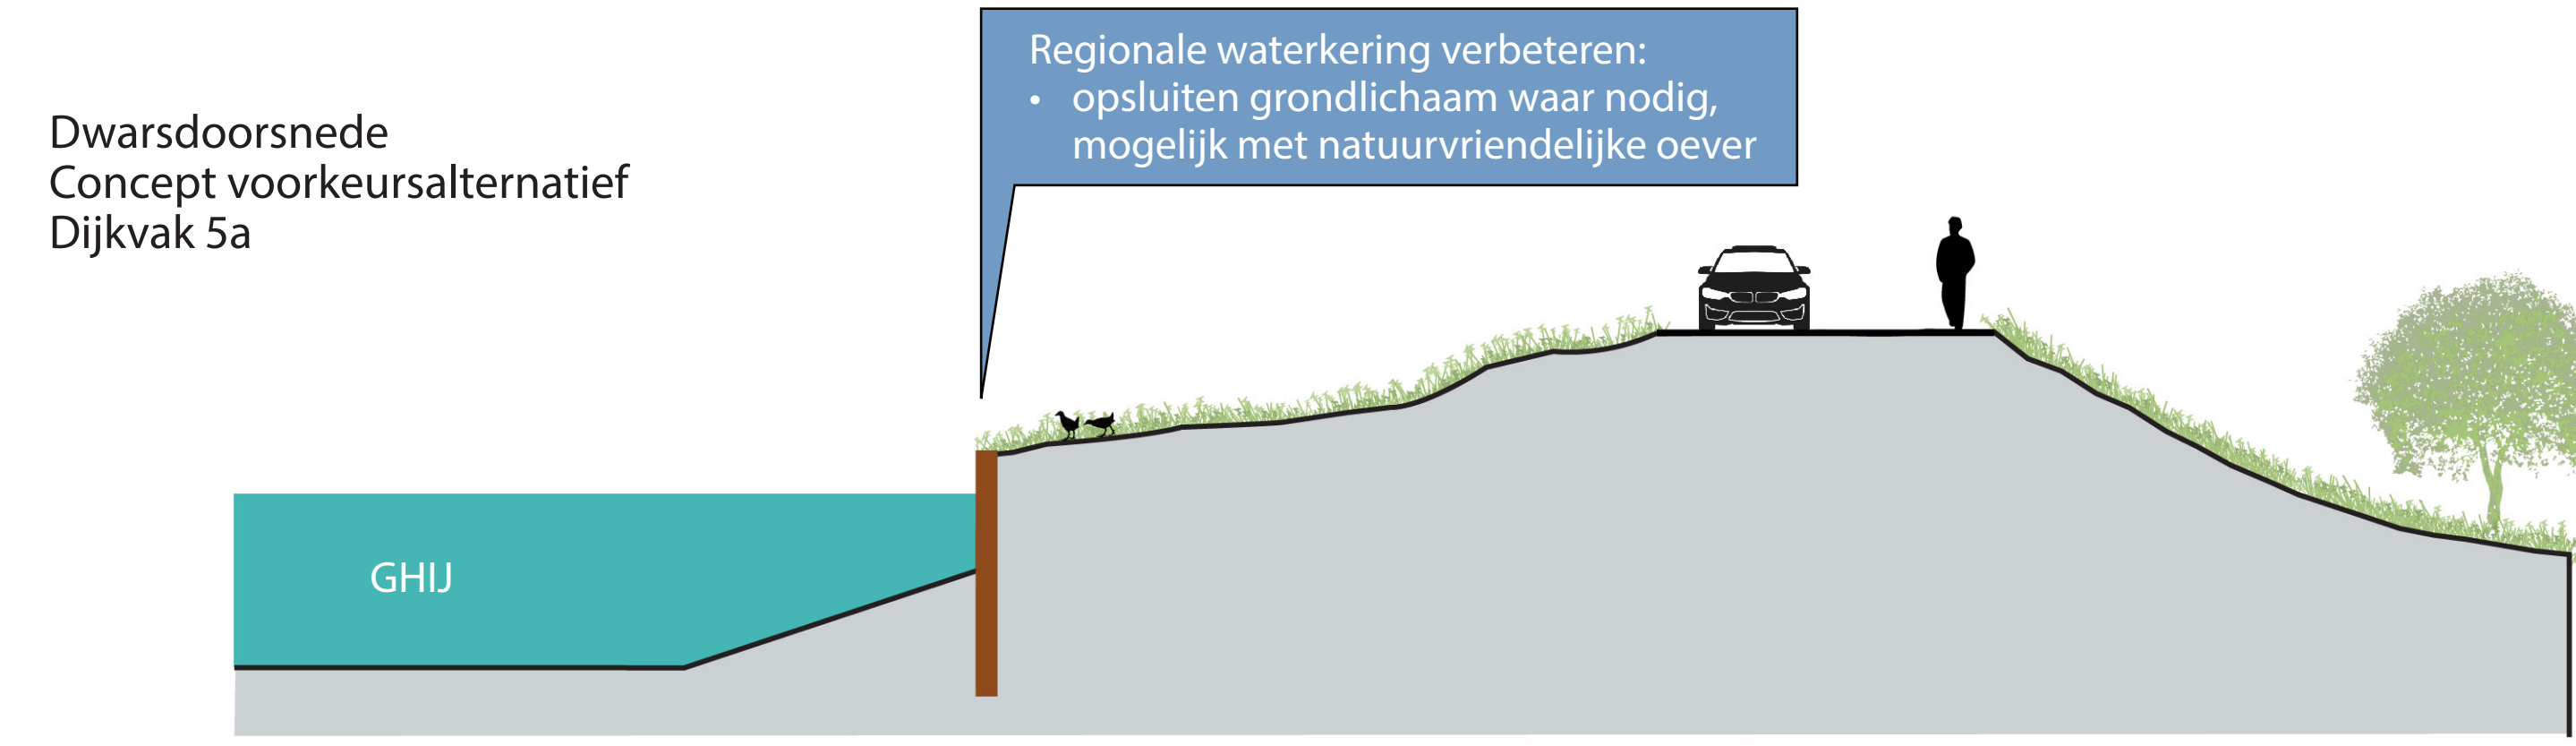 Dwarsdoorsnede
Concept voorkeursalternatief
Dijkvak 5a
Regionale waterkering verbeteren:
• opsluiten grondlichaam waar nodig,
mogelijk met natuurvriendelijke oever
GHIJ